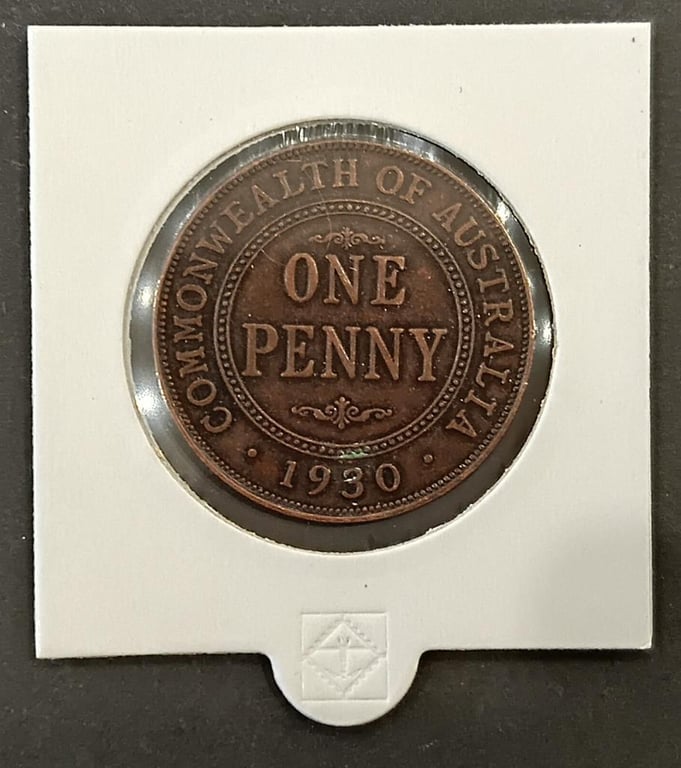 COMMONWEALTH OF AUSTRALIA
ONE
PENNY
· 1930 ·